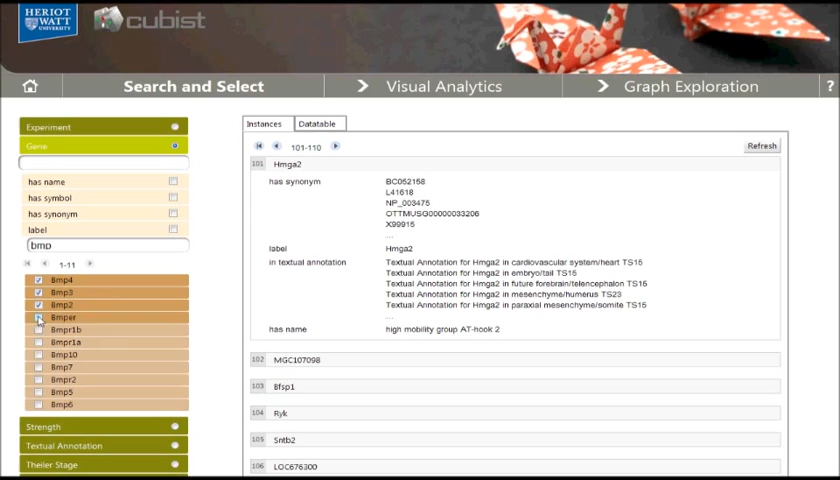 HERIOT
WATT
UNIVERSITY
cubist
Search and Select
Visual Analytics
Graph Exploration
?
Experiment
Gene
has name
has symbol
has synonym
label
bmp
1-11
Bmp4
Bmp3
Bmp2
Bmper
Bmpr1b
Bmpr1a
Bmp10
Bmp7
Bmpr2
Bmp5
Bmp6
Strength
Textual Annotation
Theiler Stage
Instances
Datatable
101-110
Refresh
101 Hmga2
has synonym BC052158
L41618
NP_003475
OTTMUSG00000033206
X99915
...
label Hmga2
in textual annotation Textual Annotation for Hmga2 in cardiovascular system/heart TS15
Textual Annotation for Hmga2 in embryo/tail TS15
Textual Annotation for Hmga2 in future forebrain/telencephalon TS15
Textual Annotation for Hmga2 in mesenchyme/humerus TS23
Textual Annotation for Hmga2 in paraxial mesenchyme/somite TS15
...
has name high mobility group AT-hook 2
102 MGC107098
103 Bfsp1
104 Ryk
105 Sntb2
106 LOC676300